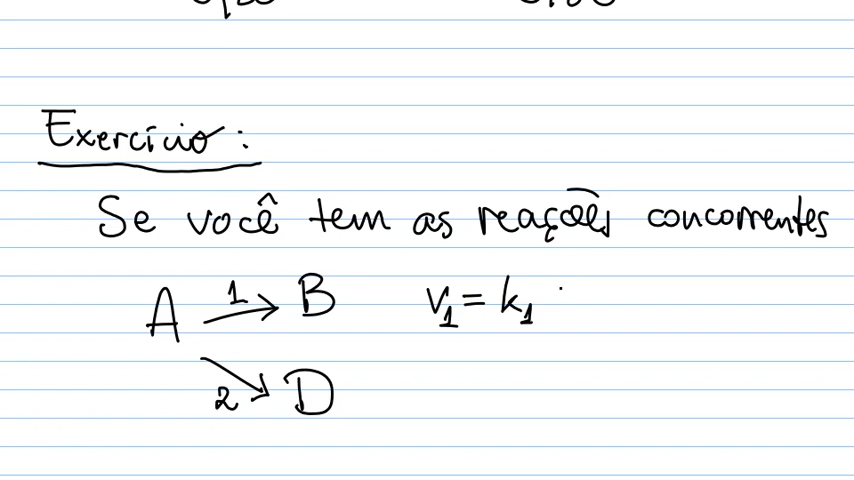 Exercício:
Se você tem as reações concorrentes
A 1→ B v₁ = k₁
2→ D